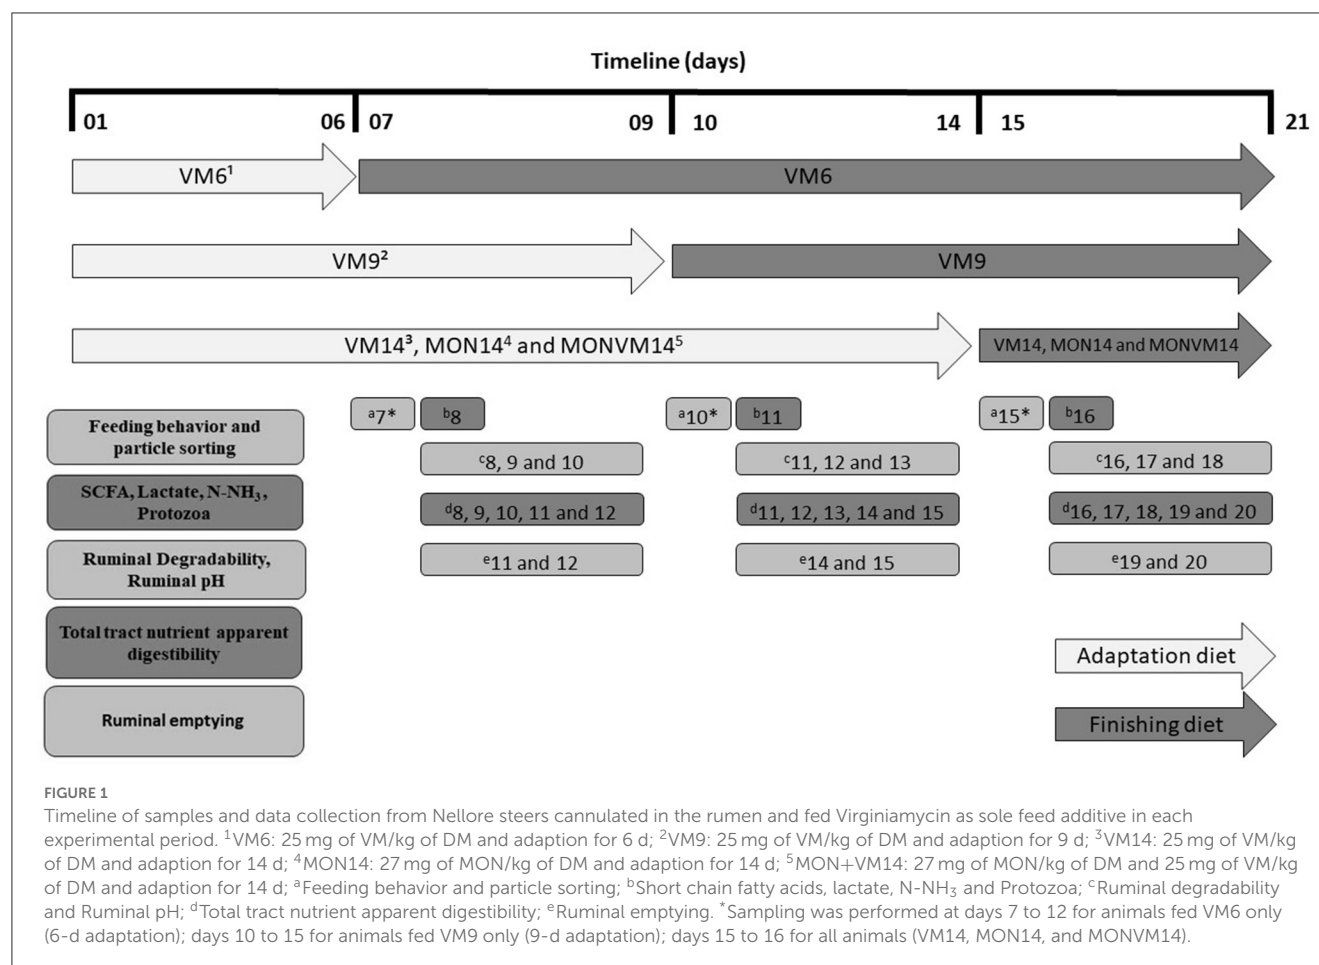 Timeline (days)
01 06 07 09 10 14 15 21
VM6¹ VM6
VM9² VM9
VM14³, MON14⁴ and MONVM14⁵ VM14, MON14 and MONVM14
Feeding behavior and
particle sorting
ᵃ7* ᵇ8 ᵃ10* ᵇ11 ᵃ15* ᵇ16
ᶜ8, 9 and 10 ᶜ11, 12 and 13 ᶜ16, 17 and 18
SCFA, Lactate, N-NH₃,
Protozoa
ᵈ8, 9, 10, 11 and 12 ᵈ11, 12, 13, 14 and 15 ᵈ16, 17, 18, 19 and 20
Ruminal Degradability,
Ruminal pH
ᵉ11 and 12 ᵉ14 and 15 ᵉ19 and 20
Total tract nutrient apparent
digestibility
Adaptation diet
Ruminal emptying
Finishing diet
FIGURE 1
Timeline of samples and data collection from Nellore steers cannulated in the rumen and fed Virginiamycin as sole feed additive in each
experimental period. ¹VM6: 25 mg of VM/kg of DM and adaption for 6 d; ²VM9: 25 mg of VM/kg of DM and adaption for 9 d; ³VM14: 25 mg of VM/kg
of DM and adaption for 14 d; ⁴MON14: 27 mg of MON/kg of DM and adaption for 14 d; ⁵MON+VM14: 27 mg of MON/kg of DM and 25 mg of VM/kg
of DM and adaption for 14 d; ᵃFeeding behavior and particle sorting; ᵇShort chain fatty acids, lactate, N-NH₃ and Protozoa; ᶜRuminal degradability
and Ruminal pH; ᵈTotal tract nutrient apparent digestibility; ᵉRuminal emptying. *Sampling was performed at days 7 to 12 for animals fed VM6 only
(6-d adaptation); days 10 to 15 for animals fed VM9 only (9-d adaptation); days 15 to 16 for all animals (VM14, MON14, and MONVM14).